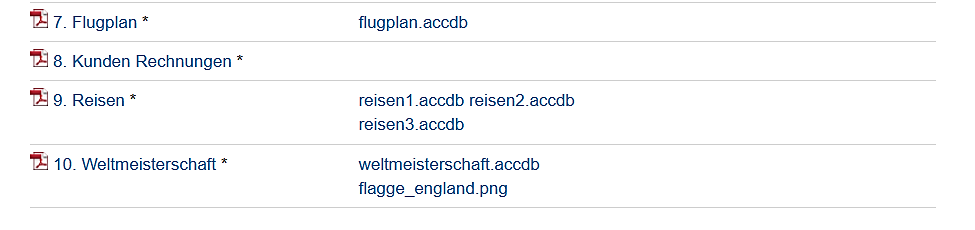 7. Flugplan * flugplan.accdb
8. Kunden Rechnungen *
9. Reisen * reisen1.accdb reisen2.accdb
reisen3.accdb
10. Weltmeisterschaft * weltmeisterschaft.accdb
flagge_england.png